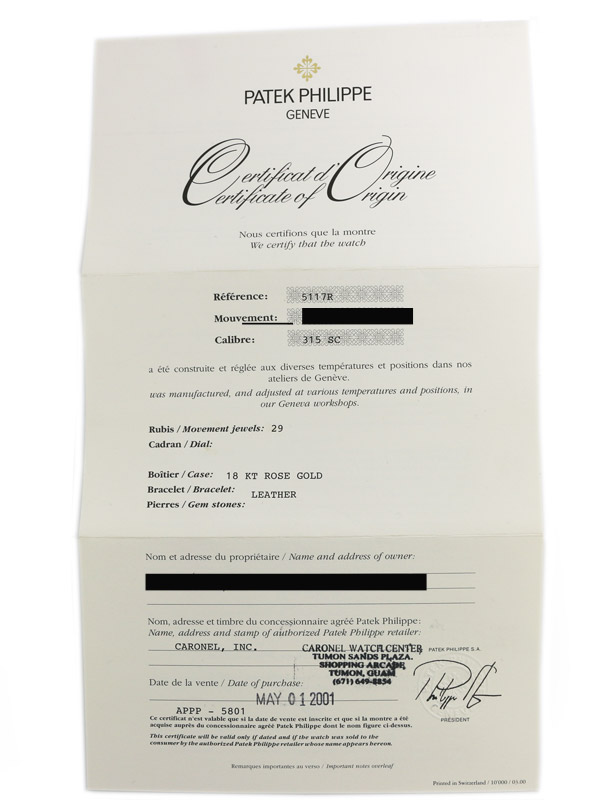 PATEK PHILIPPE
GENEVE
Certificat d'Origine
Certificate of Origin
Nous certifions que la montre
We certify that the watch
Référence: 5117R
Mouvement:
Calibre: 315 SC
a été construite et réglée aux diverses températures et positions dans nos
ateliers de Genève.
was manufactured, and adjusted at various temperatures and positions, in
our Geneva workshops.
Rubis / Movement jewels: 29
Cadran / Dial:
Boîtier / Case: 18 KT ROSE GOLD
Bracelet / Bracelet: LEATHER
Pierres / Gem stones:
Nom et adresse du propriétaire / Name and address of owner:
Nom, adresse et timbre du concessionnaire agréé Patek Philippe:
Name, address and stamp of authorized Patek Philippe retailer:
CARONEL, INC.
CARONEL WATCH CENTER
TUMON SANDS PLAZA.
SHOPPING ARCADE,
TUMON, GUAM
(671) 649-8834
PATEK PHILIPPE S.A.
Date de la vente / Date of purchase:
MAY 01 2001
PRÉSIDENT
APPP - 5801
Ce certificat n'est valable que si la date de vente est inscrite et que si la montre a été
acquise auprès du concessionnaire agréé Patek Philippe dont le nom figure ci-dessus.
This certificate will be valid only if dated and if the watch was sold to the
consumer by the authorized Patek Philippe retailer whose name appears hereon.
Remarques importantes au verso / Important notes overleaf
Printed in Switzerland / 10'000 / 03.00